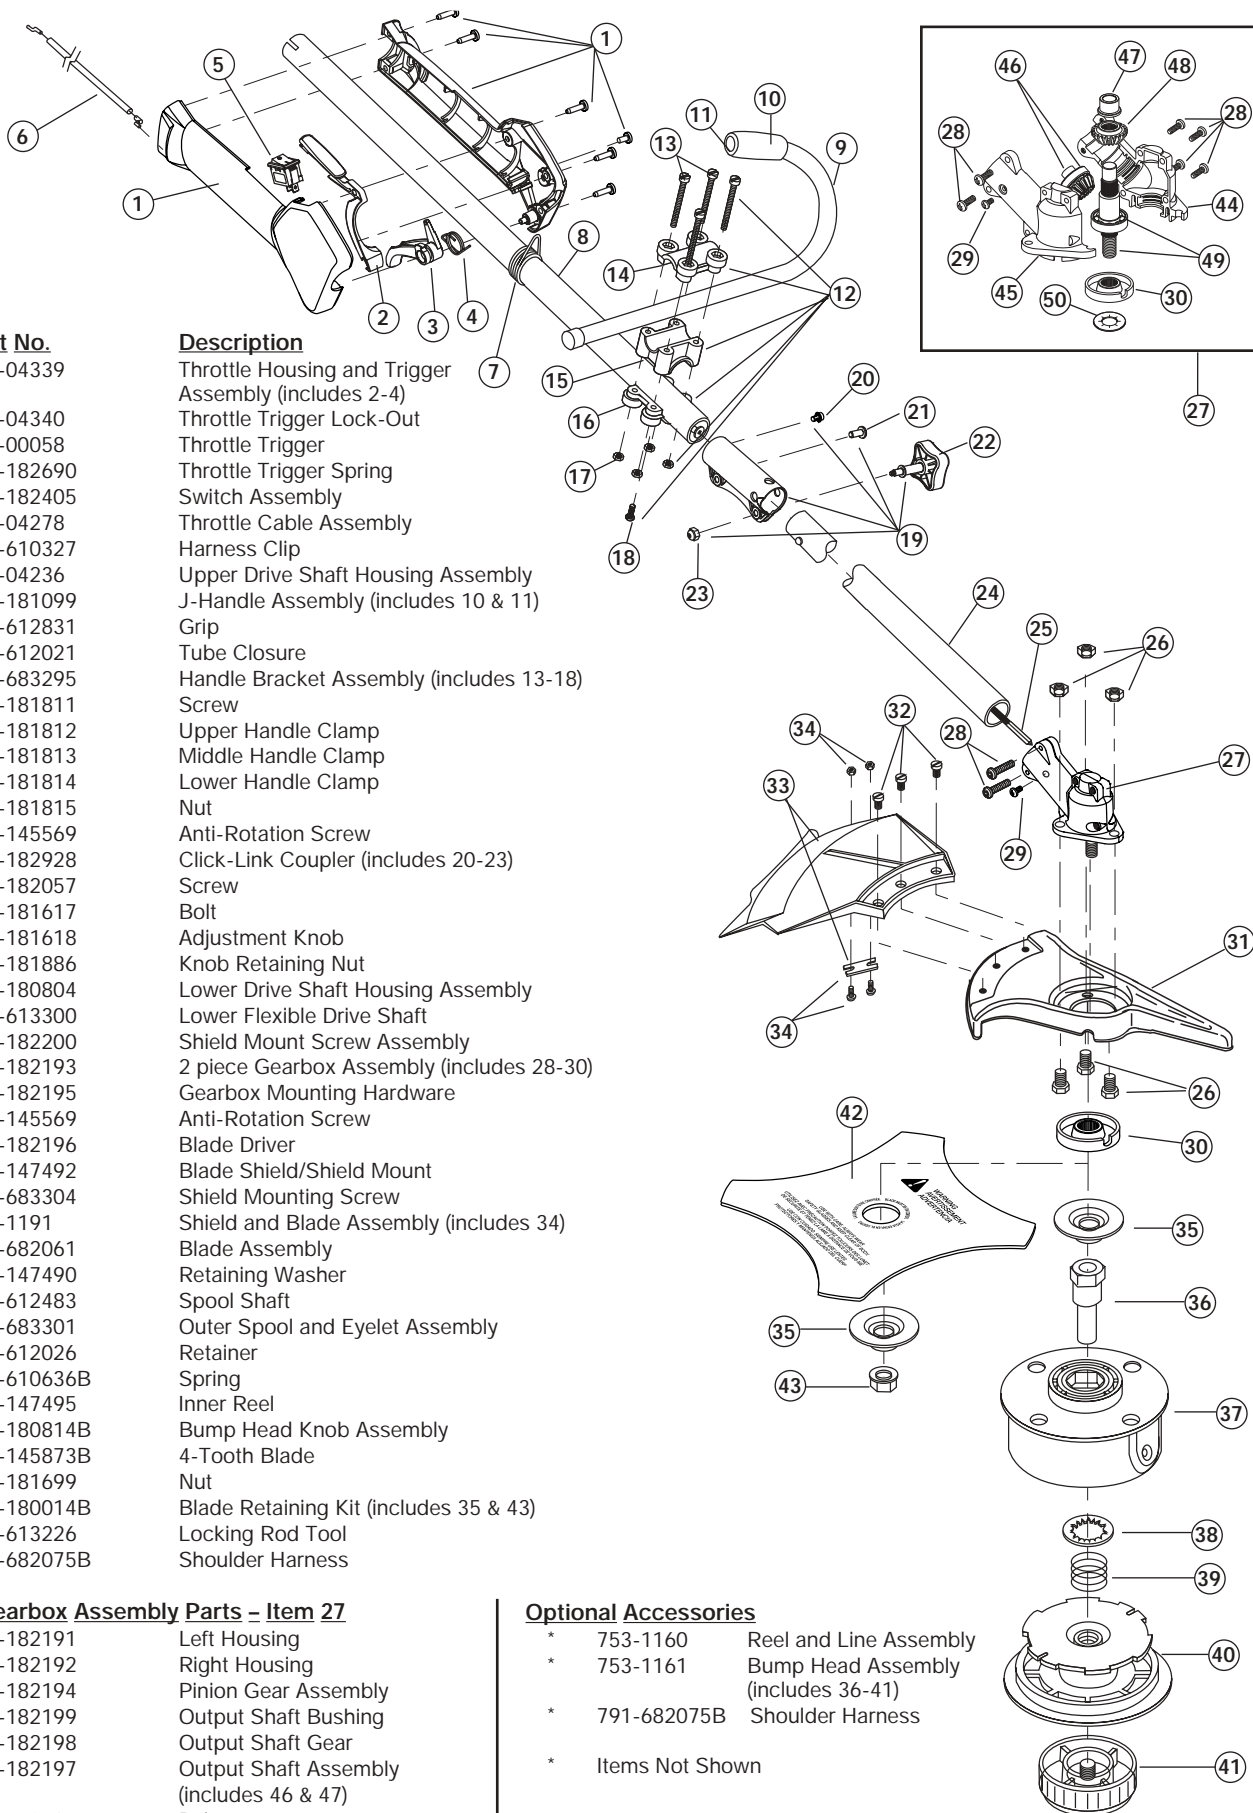 t No. Description
-04339 Throttle Housing and Trigger
Assembly (includes 2-4)
-04340 Throttle Trigger Lock-Out
-00058 Throttle Trigger
-182690 Throttle Trigger Spring
-182405 Switch Assembly
-04278 Throttle Cable Assembly
-610327 Harness Clip
-04236 Upper Drive Shaft Housing Assembly
-181099 J-Handle Assembly (includes 10 & 11)
-612831 Grip
-612021 Tube Closure
-683295 Handle Bracket Assembly (includes 13-18)
-181811 Screw
-181812 Upper Handle Clamp
-181813 Middle Handle Clamp
-181814 Lower Handle Clamp
-181815 Nut
-145569 Anti-Rotation Screw
-182928 Click-Link Coupler (includes 20-23)
-182057 Screw
-181617 Bolt
-181618 Adjustment Knob
-181886 Knob Retaining Nut
-180804 Lower Drive Shaft Housing Assembly
-613300 Lower Flexible Drive Shaft
-182200 Shield Mount Screw Assembly
-182193 2 piece Gearbox Assembly (includes 28-30)
-182195 Gearbox Mounting Hardware
-145569 Anti-Rotation Screw
-182196 Blade Driver
-147492 Blade Shield/Shield Mount
-683304 Shield Mounting Screw
-1191 Shield and Blade Assembly (includes 34)
-682061 Blade Assembly
-147490 Retaining Washer
-612483 Spool Shaft
-683301 Outer Spool and Eyelet Assembly
-612026 Retainer
-610636B Spring
-147495 Inner Reel
-180814B Bump Head Knob Assembly
-145873B 4-Tooth Blade
-181699 Nut
-180014B Blade Retaining Kit (includes 35 & 43)
-613226 Locking Rod Tool
-682075B Shoulder Harness
earbox Assembly Parts – Item 27
-182191 Left Housing
-182192 Right Housing
-182194 Pinion Gear Assembly
-182199 Output Shaft Bushing
-182198 Output Shaft Gear
-182197 Output Shaft Assembly
(includes 46 & 47)
Optional Accessories
* 753-1160 Reel and Line Assembly
* 753-1161 Bump Head Assembly
(includes 36-41)
* 791-682075B Shoulder Harness
* Items Not Shown
1
5
6
1
2
3
4
7
8
13
11
10
9
14
12
15
16
17
18
20
21
22
19
23
24
25
26
46
47
48
28
28
29
45
44
49
50
30
27
34
32
28
27
33
29
31
34
26
42
WARNING
AVERTISSEMENT
ADVERTENCIA
30
35
36
35
43
37
38
39
40
41